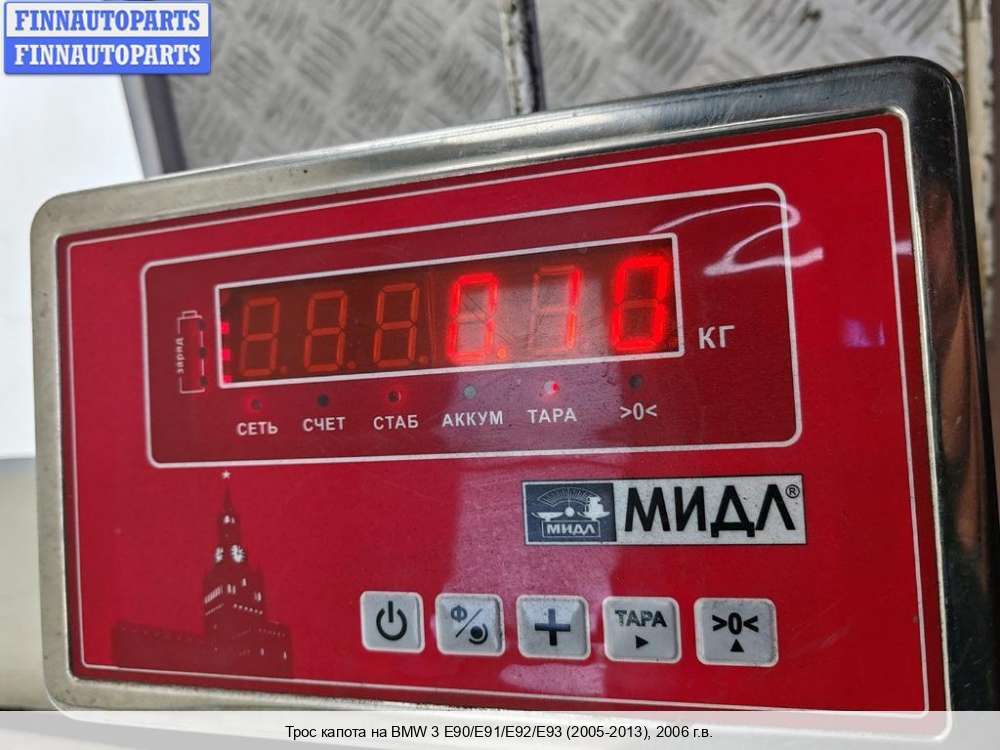 FINNAUTOPARTS
FINNAUTOPARTS
заряд
0.10 КГ
СЕТЬ СЧЕТ СТАБ АККУМ ТАРА >0<
МИДЛ МИДЛ®
Ф ТАРА >0<
Трос капота на BMW 3 E90/E91/E92/E93 (2005-2013), 2006 г.в.